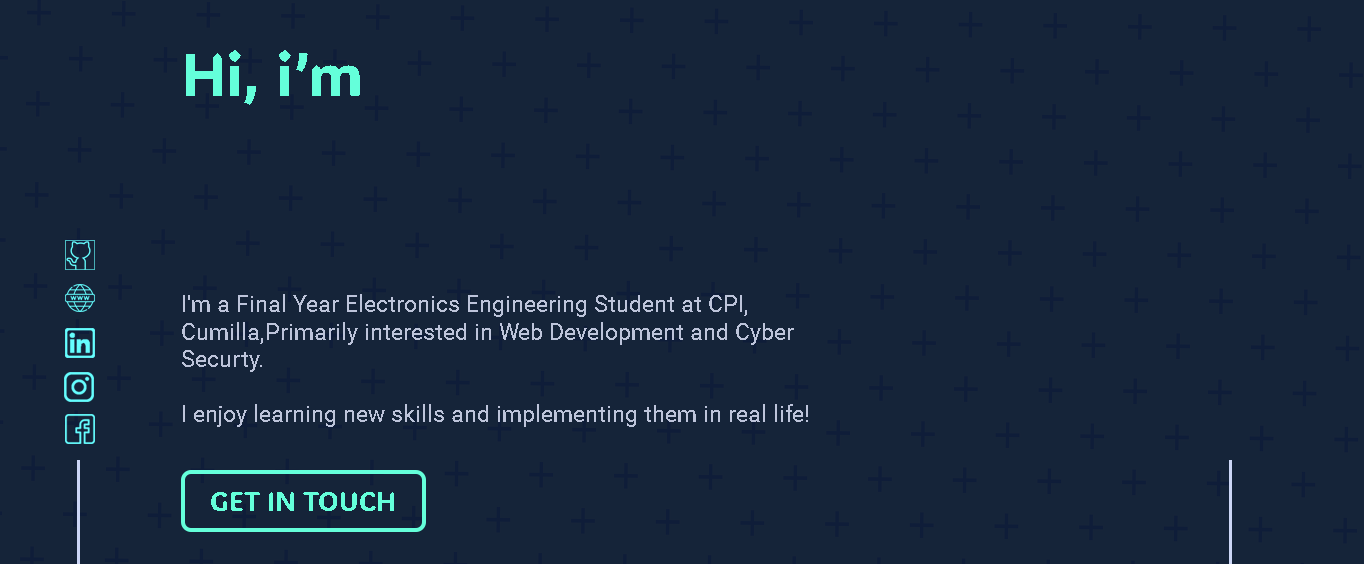 Hi, i’m
www
I'm a Final Year Electronics Engineering Student at CPI,
Cumilla,Primarily interested in Web Development and Cyber
Securty.
in
I enjoy learning new skills and implementing them in real life!
GET IN TOUCH